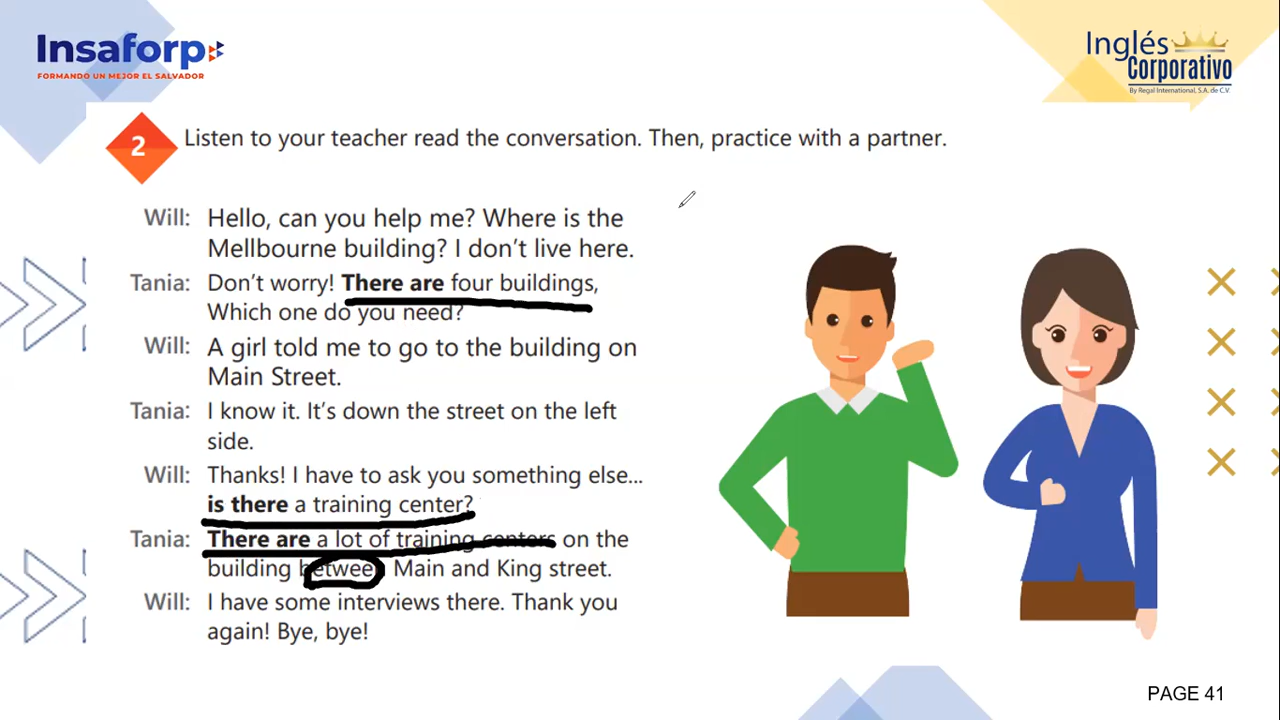 Insaforp
FORMANDO UN MEJOR EL SALVADOR
Inglés
Corporativo
By Regal International, S.A. de C.V.
2 Listen to your teacher read the conversation. Then, practice with a partner.
Will: Hello, can you help me? Where is the
Mellbourne building? I don't live here.
Tania: Don't worry! There are four buildings,
Which one do you need?
Will: A girl told me to go to the building on
Main Street.
Tania: I know it. It's down the street on the left
side.
Will: Thanks! I have to ask you something else...
is there a training center?
Tania: There are a lot of training centers on the
building between Main and King street.
Will: I have some interviews there. Thank you
again! Bye, bye!
PAGE 41